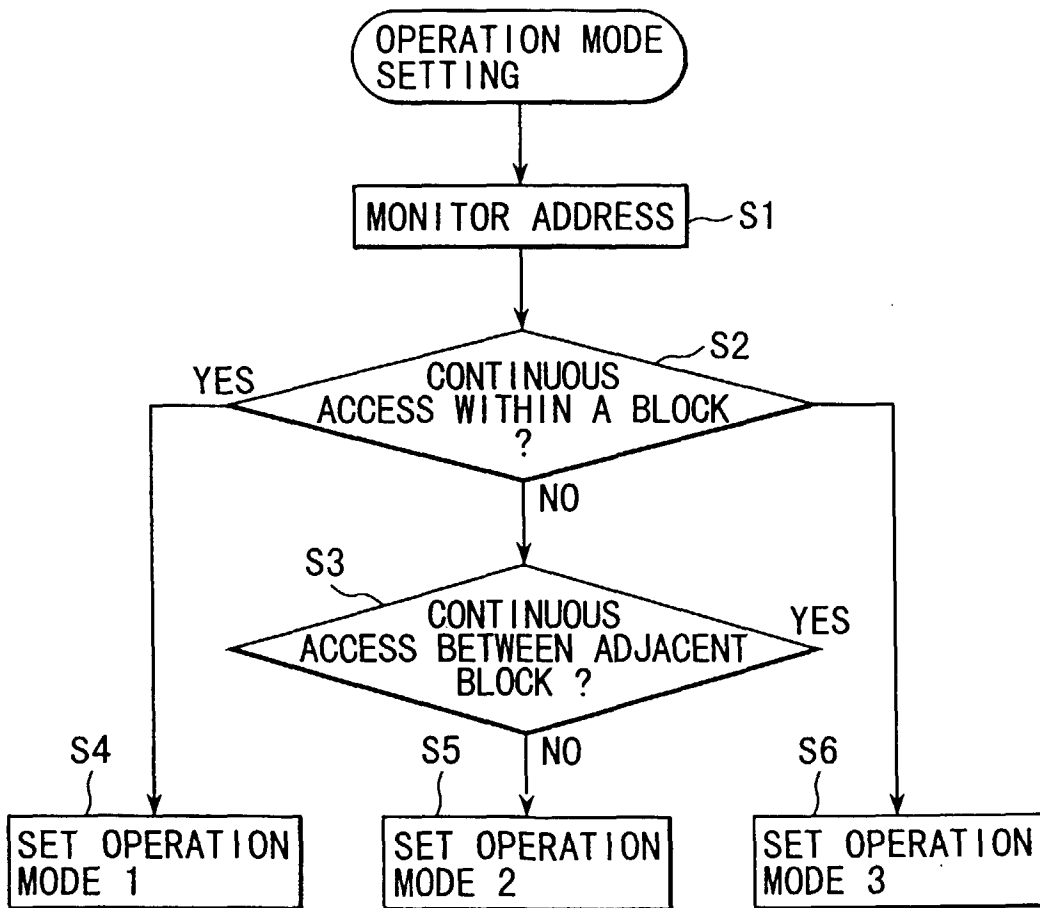 OPERATION MODE
SETTING
MONITOR ADDRESS
S1
S2
YES
CONTINUOUS
ACCESS WITHIN A BLOCK
?
NO
S3
CONTINUOUS
ACCESS BETWEEN ADJACENT
BLOCK ?
YES
NO
S4
SET OPERATION
MODE 1
S5
SET OPERATION
MODE 2
S6
SET OPERATION
MODE 3